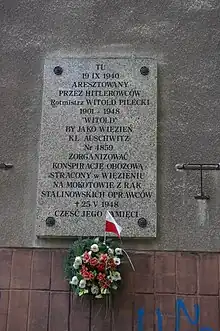 TU
19 IX 1940
ARESZTOWANY
PRZEZ HITLEROWCÓW
Rotmistrz WITOLD PILECKI
1901 - 1948
"WITOLD"
BY JAKO WIĘZIEŃ
KL AUSCHWITZ
Nr 4859
ZORGANIZOWAĆ
KONSPIRACJĘ OBOZOWĄ
STRACONY w WIĘZIENIU
NA MOKOTOWIE Z RĄK
STALINOWSKICH OPRAWCÓW
† 25 V 1948
CZEŚĆ JEGO PAMIĘCI